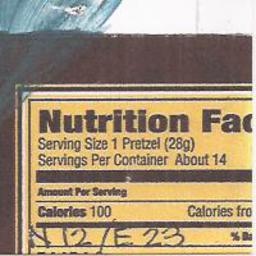 Nutrition Fac
Serving Size 1 Pretzel (28g)
Servings Per Container About 14
Amount Per Serving
Calories 100 Calories fro
N 12/E 23 % Da